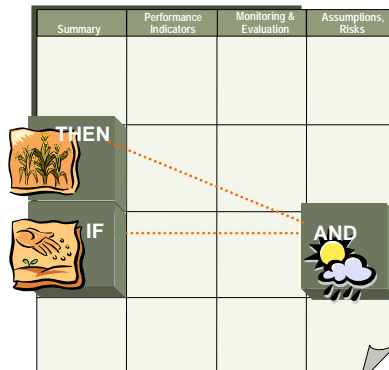 Summary
Performance
Indicators
Monitoring &
Evaluation
Assumptions,
Risks
THEN
IF
AND